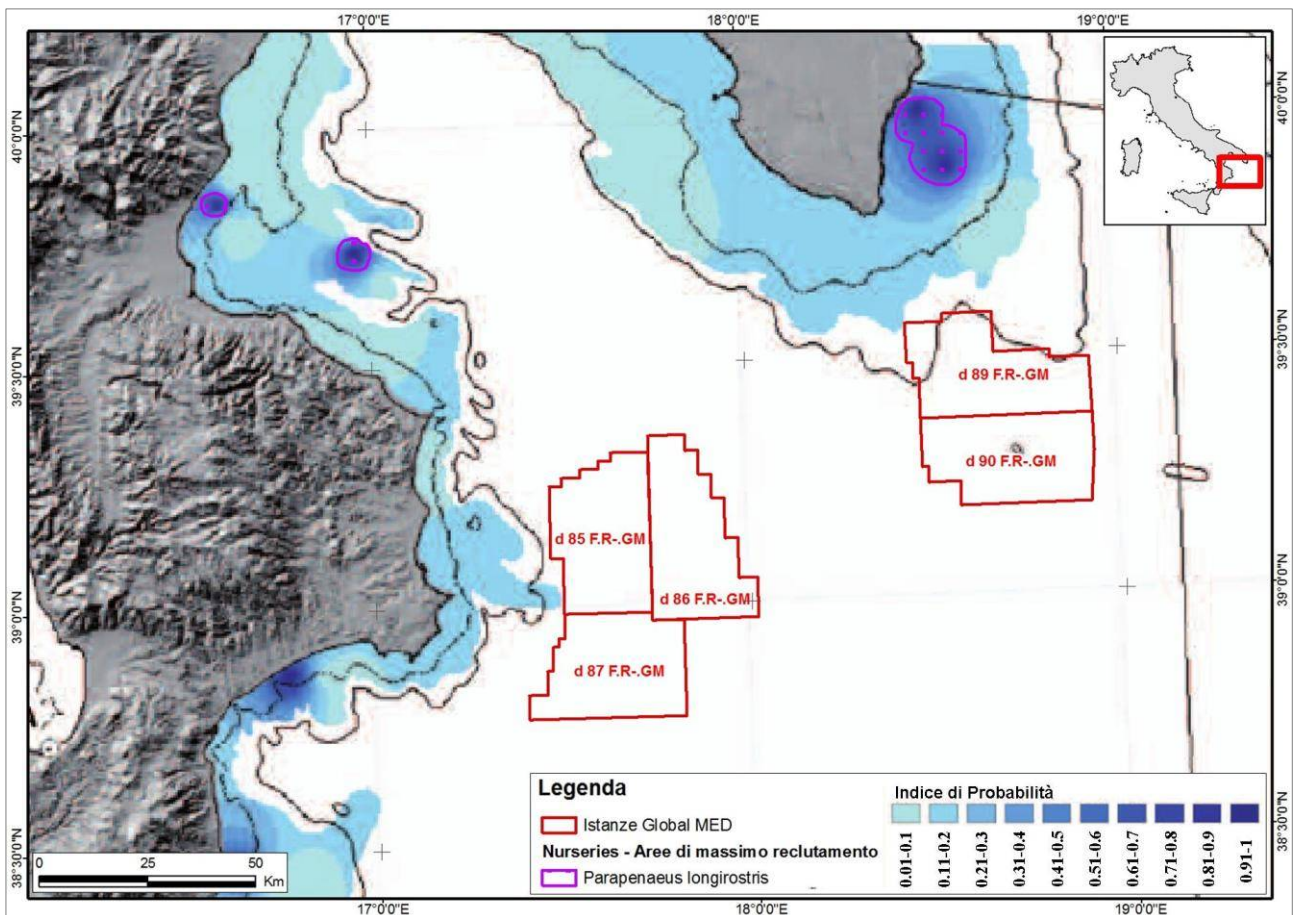 17°0'0"E
18°0'0"E
19°0'0"E
40°0'0"N
40°0'0"N
39°30'0"N
39°30'0"N
39°0'0"N
39°0'0"N
38°30'0"N
38°30'0"N
d 89 F.R-.GM
d 90 F.R-.GM
d 85 F.R-.GM
d 86 F.R-.GM
d 87 F.R-.GM
Legenda
Istanze Global MED
Nurseries - Aree di massimo reclutamento
Parapenaeus longirostris
Indice di Probabilità
0.01-0.1
0.11-0.2
0.21-0.3
0.31-0.4
0.41-0.5
0.51-0.6
0.61-0.7
0.71-0.8
0.81-0.9
0.91-1
0 25 50
Km
17°0'0"E
18°0'0"E
19°0'0"E